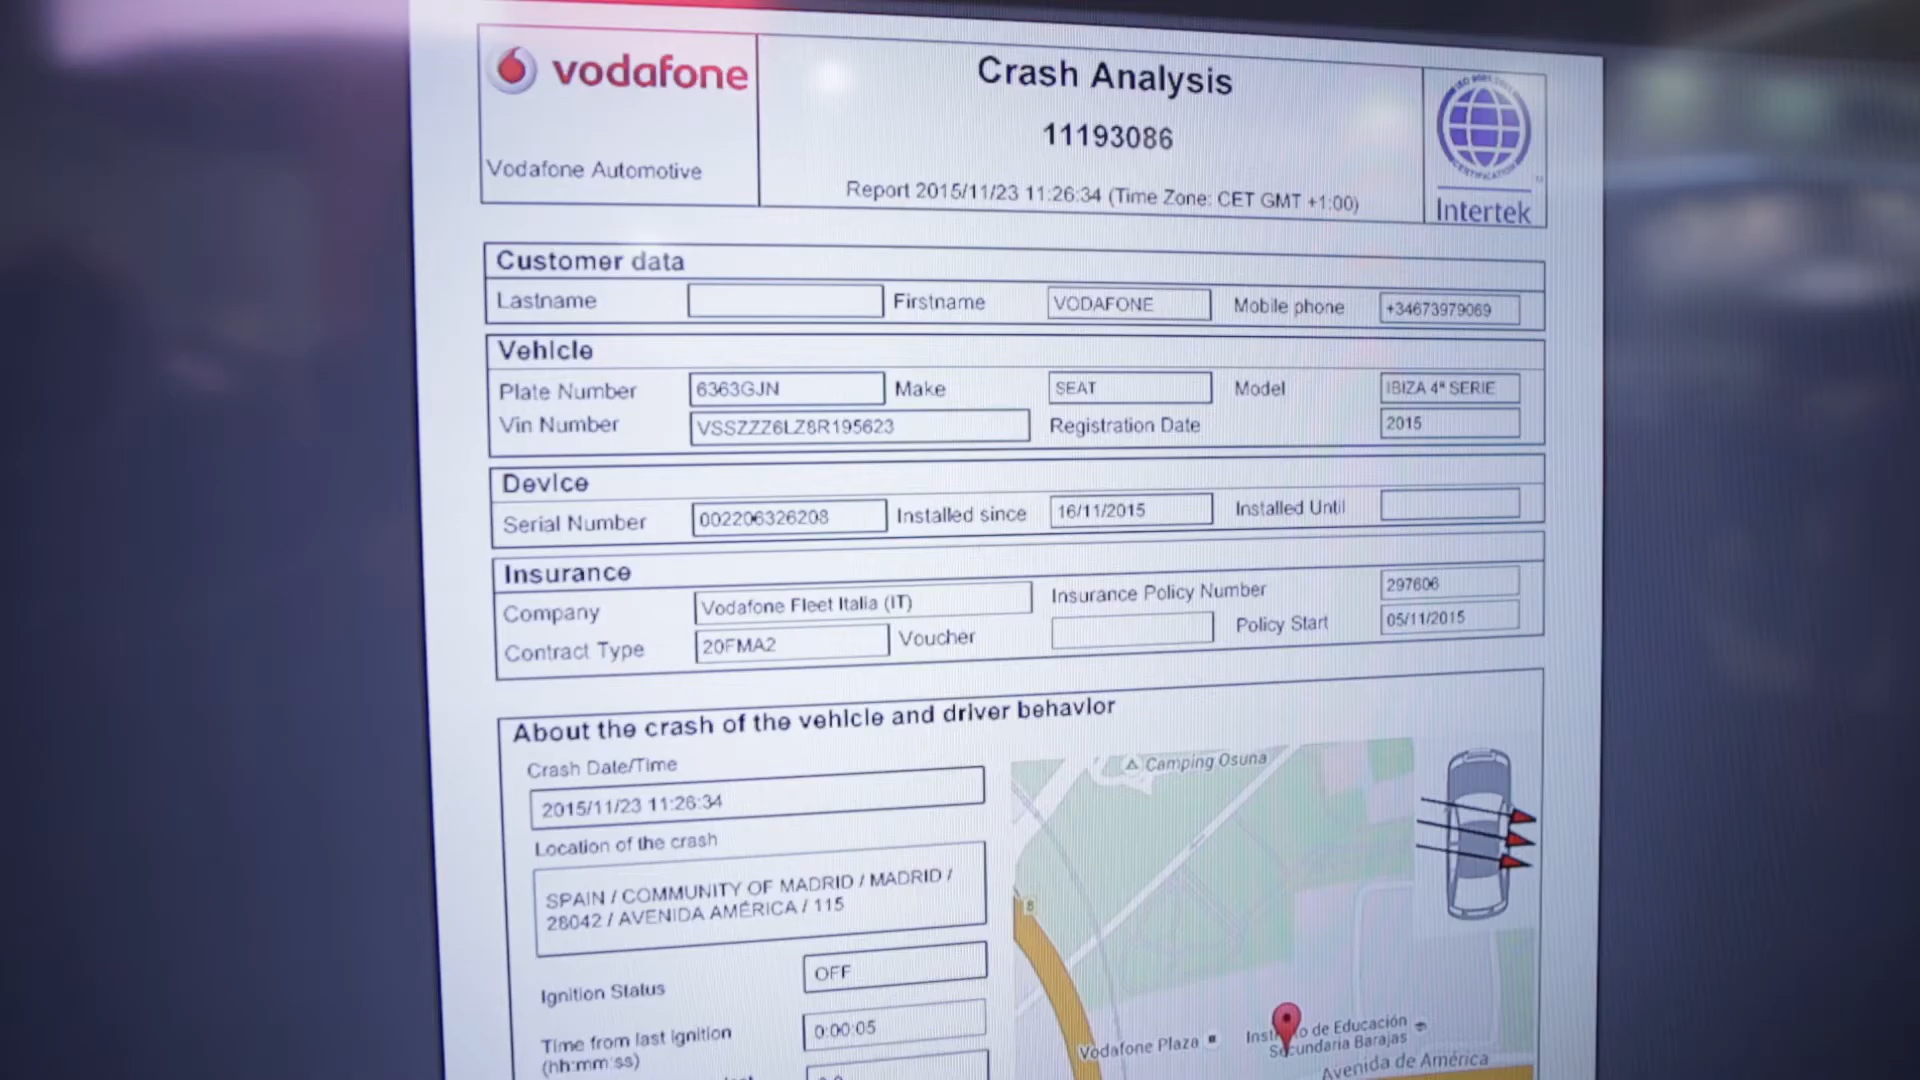 vodafone
Vodafone Automotive
Crash Analysis
11193086
Report 2015/11/23 11:26:34 (Time Zone: CET GMT +1:00)
CERTIFICATION
Intertek
Customer data
Lastname Firstname VODAFONE Mobile phone +34673979069
Vehicle
Plate Number 6363GJN Make SEAT Model IBIZA 4ª SERIE
Vin Number VSSZZZ6LZ8R195623 Registration Date 2015
Device
Serial Number 002206326208 Installed since 16/11/2015 Installed Until
Insurance
Company Vodafone Fleet Italia (IT) Insurance Policy Number 297606
Contract Type 20FMA2 Voucher Policy Start 05/11/2015
About the crash of the vehicle and driver behavior
Crash Date/Time
2015/11/23 11:26:34
Location of the crash
SPAIN / COMMUNITY OF MADRID / MADRID /
28042 / AVENIDA AMÉRICA / 115
Ignition Status OFF
Time from last ignition 0:00:05
(hh:mm:ss)
Camping Osuna
8
Vodafone Plaza
de Educación
Secundaria Barajas
Avenida de América